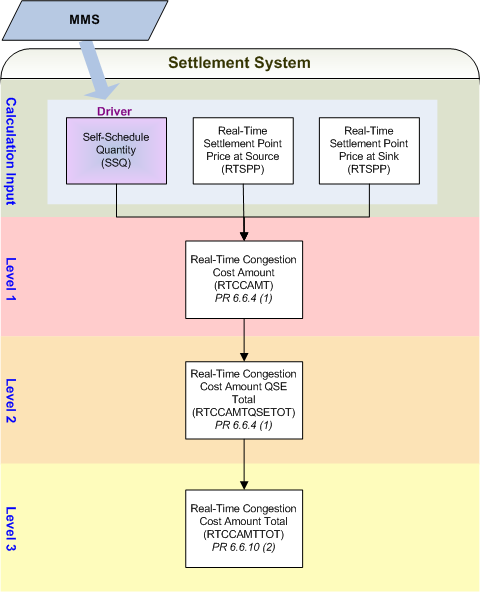 MMS
Settlement System
Calculation Input
Driver
Self-Schedule
Quantity
(SSQ)
Real-Time
Settlement Point
Price at Source
(RTSPP)
Real-Time
Settlement Point
Price at Sink
(RTSPP)
Level 1
Real-Time Congestion
Cost Amount
(RTCCAMT)
PR 6.6.4 (1)
Level 2
Real-Time Congestion
Cost Amount QSE
Total
(RTCCAMTQSETOT)
PR 6.6.4 (1)
Level 3
Real-Time Congestion
Cost Amount Total
(RTCCAMTTOT)
PR 6.6.10 (2)